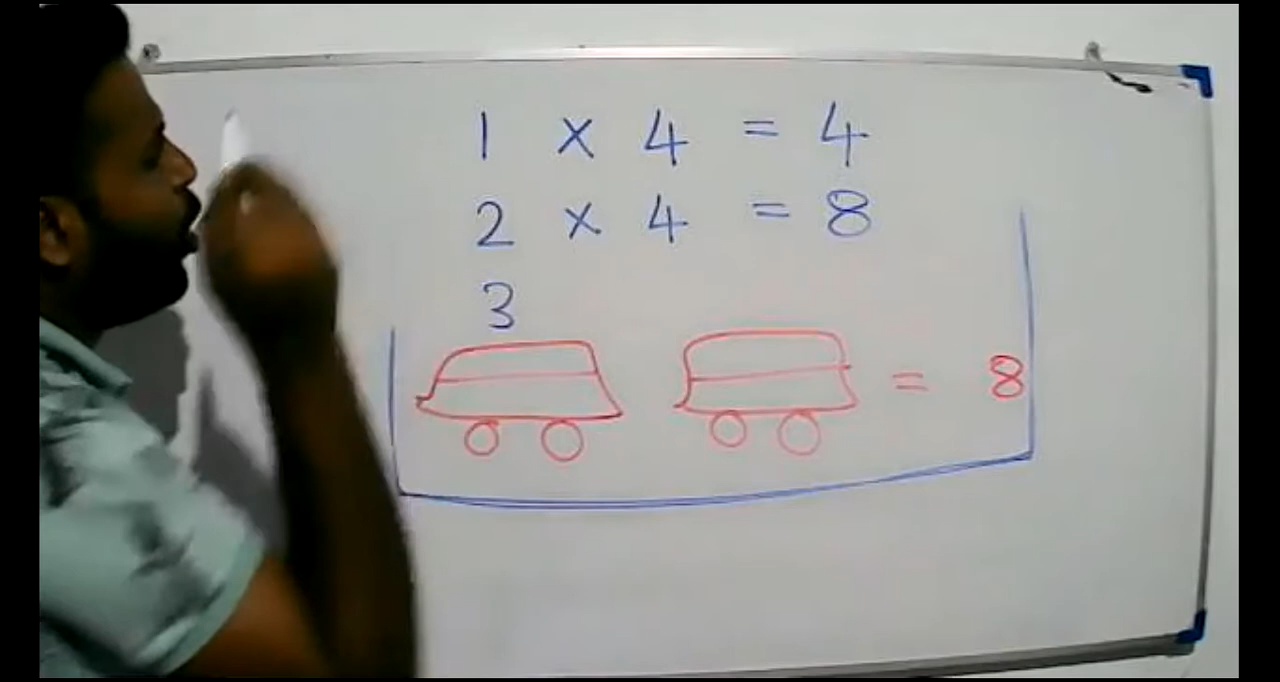 1 × 4 = 4
2 × 4 = 8
3
= 8